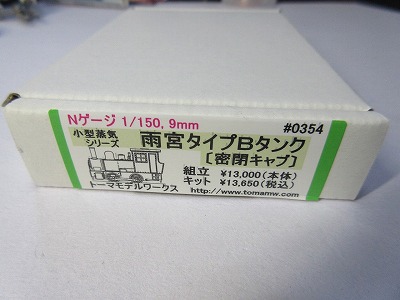 Nゲージ 1/150, 9mm
#0354
小型蒸気
シリーズ
雨宮タイプBタンク
[密閉キャブ]
組立 ¥13,000(本体)
キット ¥13,650(税込)
トーマモデルワークス
http://www.tomamw.com